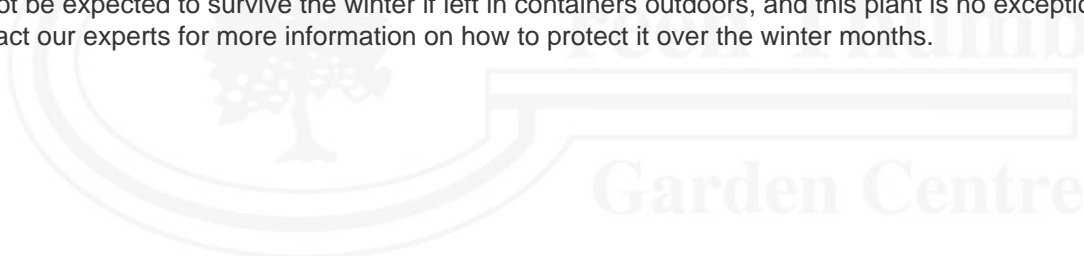 not be expected to survive the winter if left in containers outdoors, and this plant is no
act our experts for more information on how to protect it over the winter months.
Garden Centre